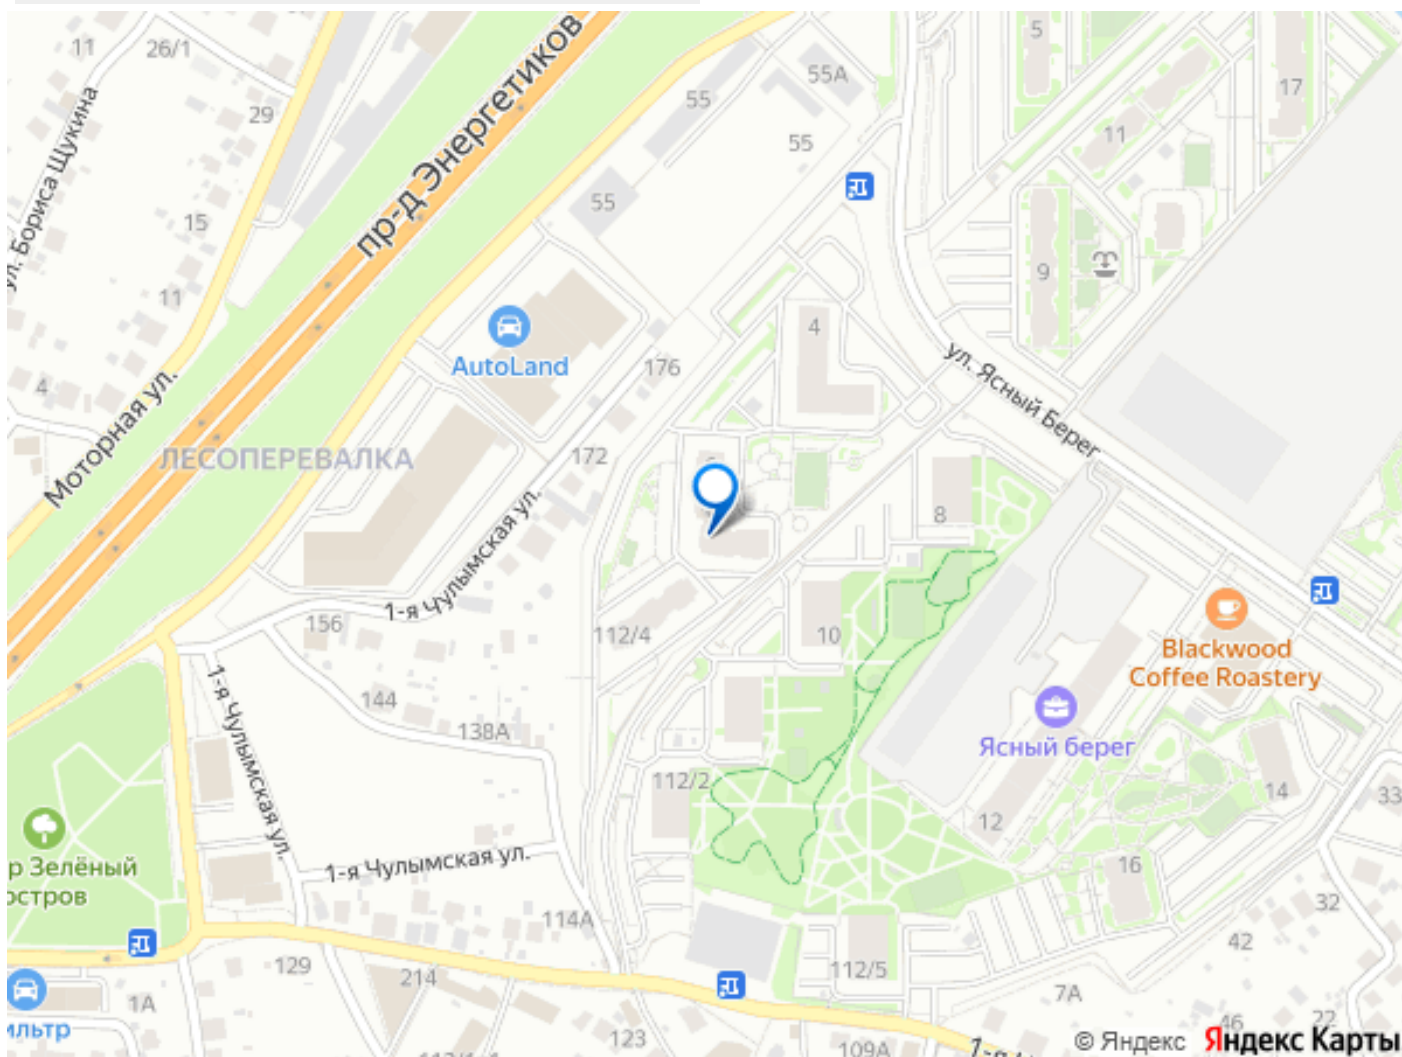 11
26/1
5
55А
17
55
29
ул. Бориса Щукина
пр-д Энергетиков
11
55
15
55
9
11
4
AutoLand
176
ул. Ясный Берег
4
Моторная ул.
ЛЕСОПЕРЕВАЛКА
172
1-я Чулымская ул.
8
156
112/4
10
Blackwood
Coffee Roastery
1-я Чулымская ул.
144
138А
Ясный берег
112/2
14
33
12
р Зелёный
остров
1-я Чулымская ул.
16
32
114А
42
129
214
112/5
1А
7А
ильтр
123
46
22
109А
© Яндекс
Яндекс Карты